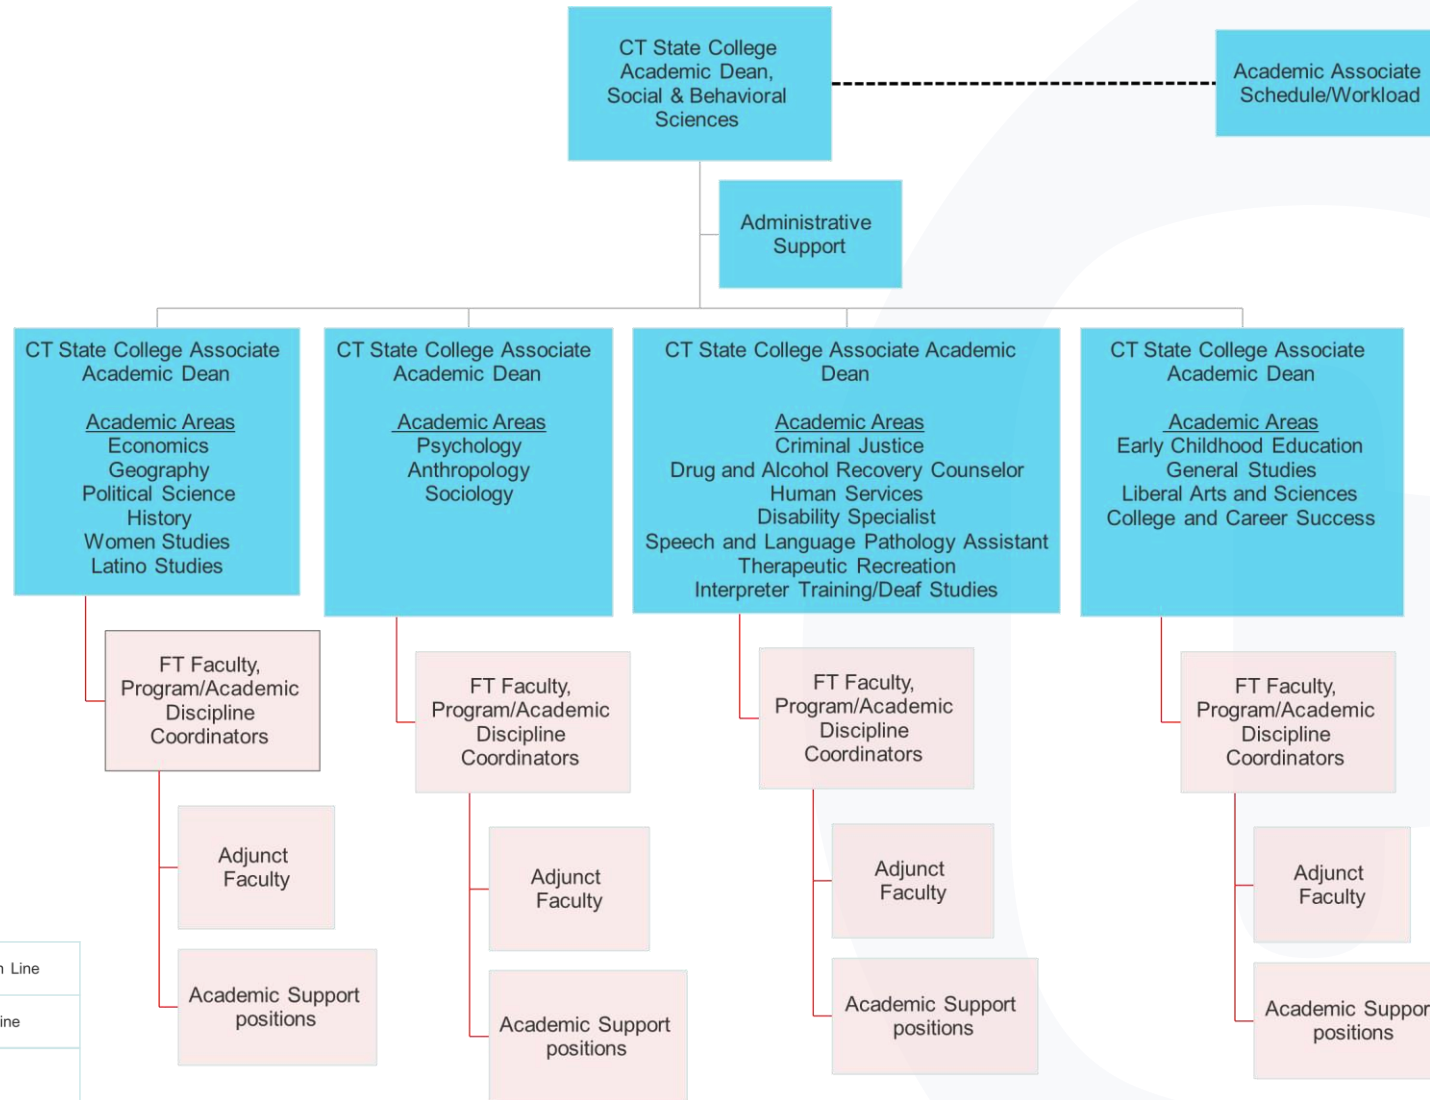 CT State College
Academic Dean,
Social & Behavioral
Sciences
Academic Associate
Schedule/Workload
Administrative
Support
CT State College Associate
Academic Dean
Academic Areas
Economics
Geography
Political Science
History
Women Studies
Latino Studies
CT State College Associate
Academic Dean
Academic Areas
Psychology
Anthropology
Sociology
CT State College Associate Academic
Dean
Academic Areas
Criminal Justice
Drug and Alcohol Recovery Counselor
Human Services
Disability Specialist
Speech and Language Pathology Assistant
Therapeutic Recreation
Interpreter Training/Deaf Studies
CT State College Associate
Academic Dean
Academic Areas
Early Childhood Education
General Studies
Liberal Arts and Sciences
College and Career Success
FT Faculty,
Program/Academic
Discipline
Coordinators
Adjunct
Faculty
Academic Support
positions
FT Faculty,
Program/Academic
Discipline
Coordinators
Adjunct
Faculty
Academic Support
positions
FT Faculty,
Program/Academic
Discipline
Coordinators
Adjunct
Faculty
Academic Support
positions
FT Faculty,
Program/Academic
Discipline
Coordinators
Adjunct
Faculty
Academic
positions
Line